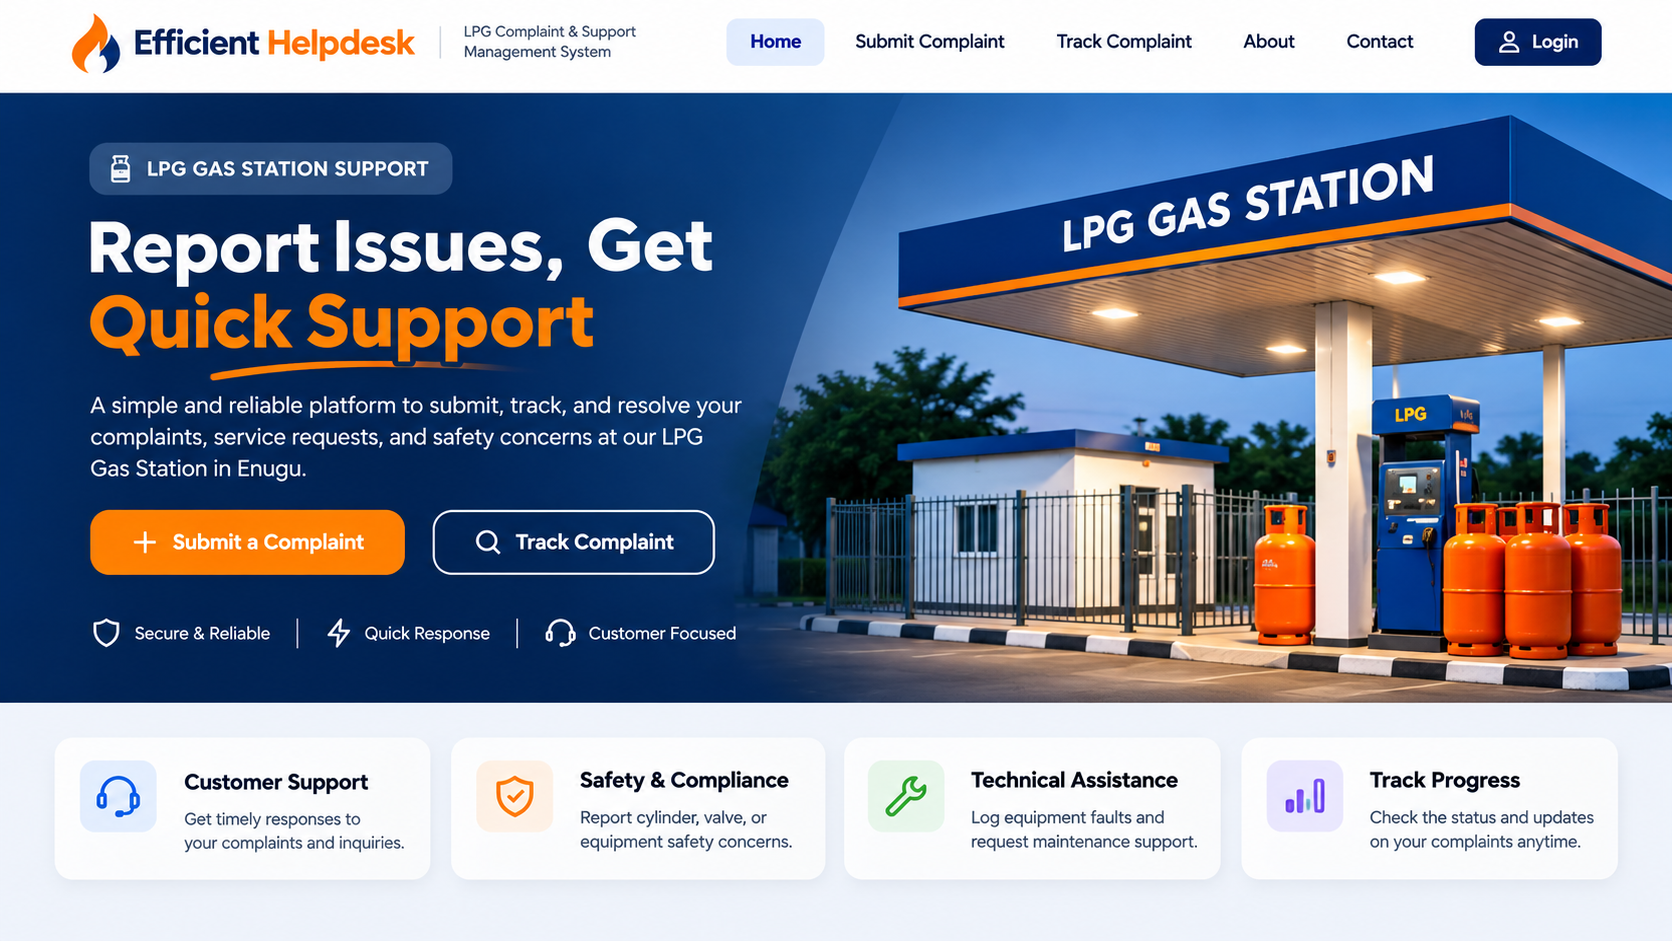 Efficient Helpdesk
LPG Complaint & Support
Management System
Home
Submit Complaint
Track Complaint
About
Contact
Login
LPG GAS STATION SUPPORT
Report Issues, Get
Quick Support
A simple and reliable platform to submit, track, and resolve your
complaints, service requests, and safety concerns at our LPG
Gas Station in Enugu.
Submit a Complaint
Track Complaint
Secure & Reliable
Quick Response
Customer Focused
LPG GAS STATION
LPG
Customer Support
Get timely responses to
your complaints and inquiries.
Safety & Compliance
Report cylinder, valve, or
equipment safety concerns.
Technical Assistance
Log equipment faults and
request maintenance support.
Track Progress
Check the status and updates
on your complaints anytime.